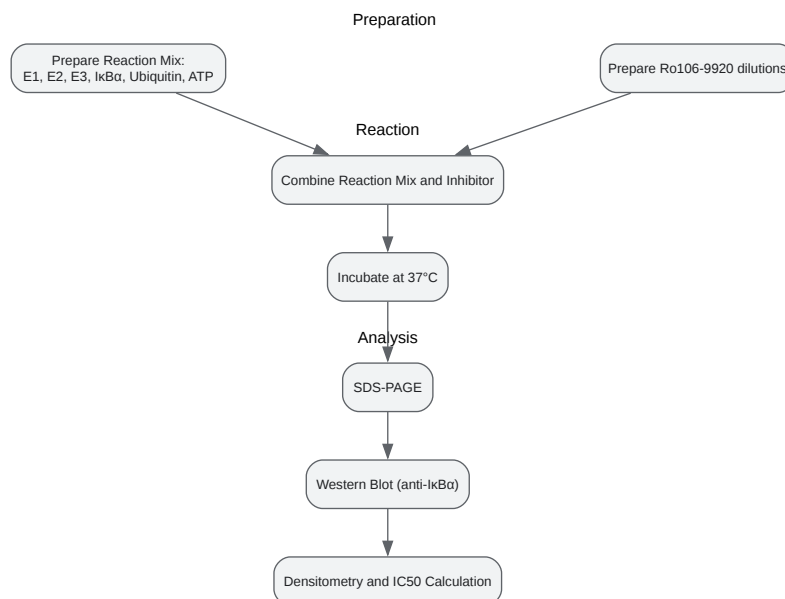 Preparation
Prepare Reaction Mix:
E1, E2, E3, IκBα, Ubiquitin, ATP
Prepare Ro106-9920 dilutions
Reaction
Combine Reaction Mix and Inhibitor
Incubate at 37°C
Analysis
SDS-PAGE
Western Blot (anti-IκBα)
Densitometry and IC50 Calculation